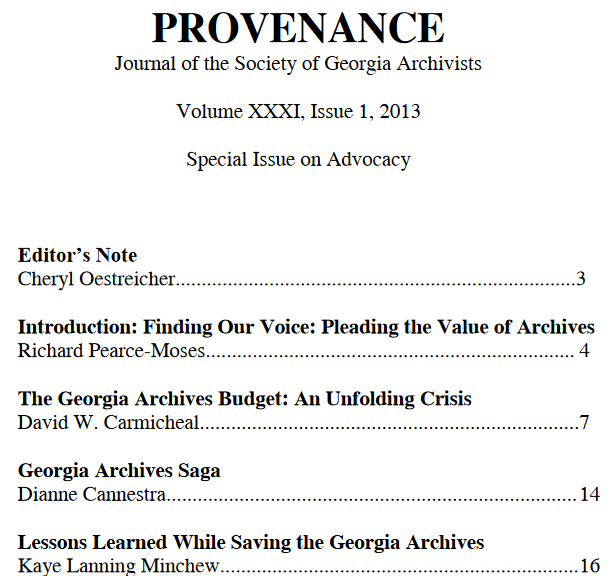 PROVENANCE
Journal of the Society of Georgia Archivists
Volume XXXI, Issue 1, 2013
Special Issue on Advocacy
Editor's Note
Cheryl Oestreicher.............................................................................3
Introduction: Finding Our Voice: Pleading the Value of Archives
Richard Pearce-Moses....................................................................... 4
The Georgia Archives Budget: An Unfolding Crisis
David W. Carmicheal.........................................................................7
Georgia Archives Saga
Dianne Cannestra............................................................................... 14
Lessons Learned While Saving the Georgia Archives
Kaye Lanning Minchew.....................................................................16